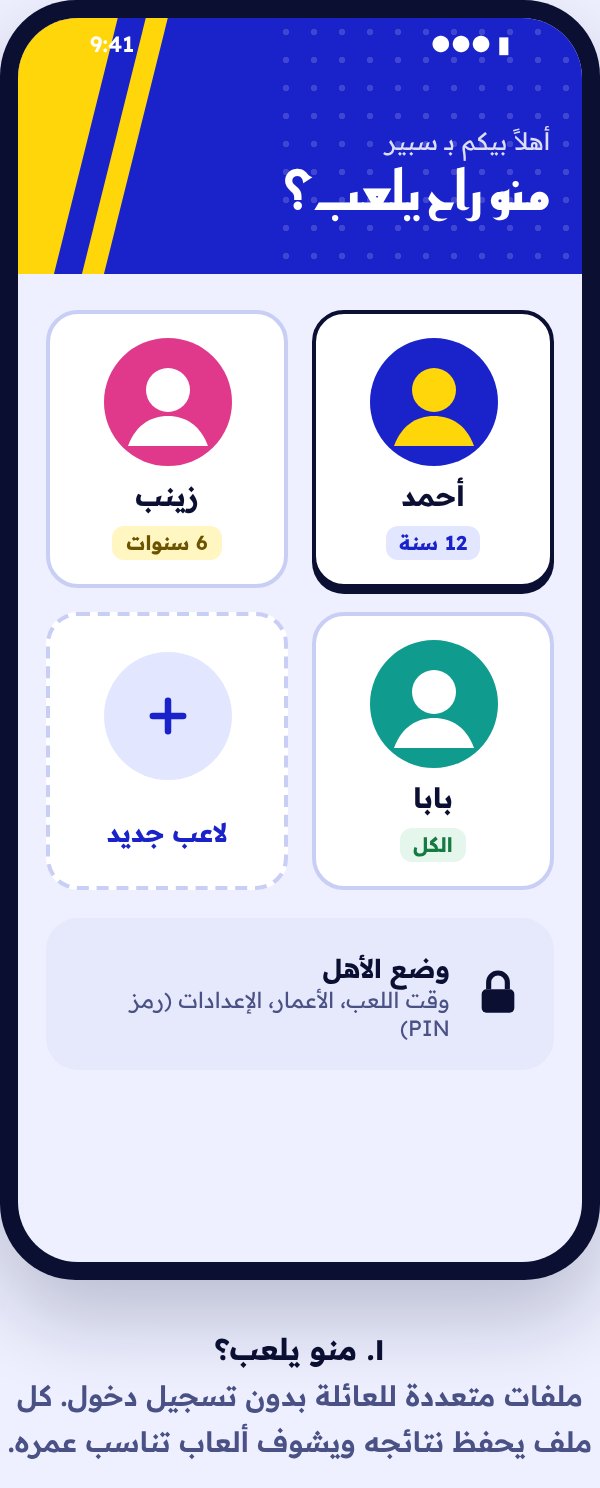 9:41
أهلاً بيكم بـ سبير
منو راح يلعب؟
أحمد
12 سنة
زينب
6 سنوات
بابا
الكل
لاعب جديد
وضع الأهل
وقت اللعب، الأعمار، الإعدادات (رمز
PIN)
1. منو يلعب؟
ملفات متعددة للعائلة بدون تسجيل دخول. كل
ملف يحفظ نتائجه ويشوف ألعاب تناسب عمره.